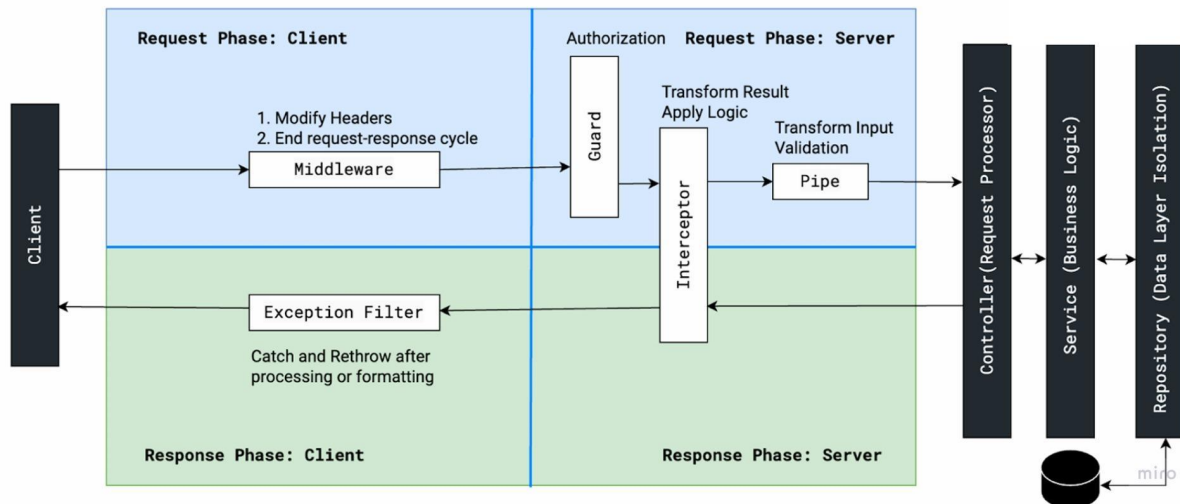 Request Phase: Client
Authorization
Request Phase: Server
Transform Result
Apply Logic
1. Modify Headers
2. End request-response cycle
Transform Input
Validation
Middleware
Guard
Pipe
Client
Interceptor
Controller(Request Processor)
Service (Business Logic)
Repository (Data Layer Isolation)
Exception Filter
Catch and Rethrow after
processing or formatting
Response Phase: Client
Response Phase: Server
miro